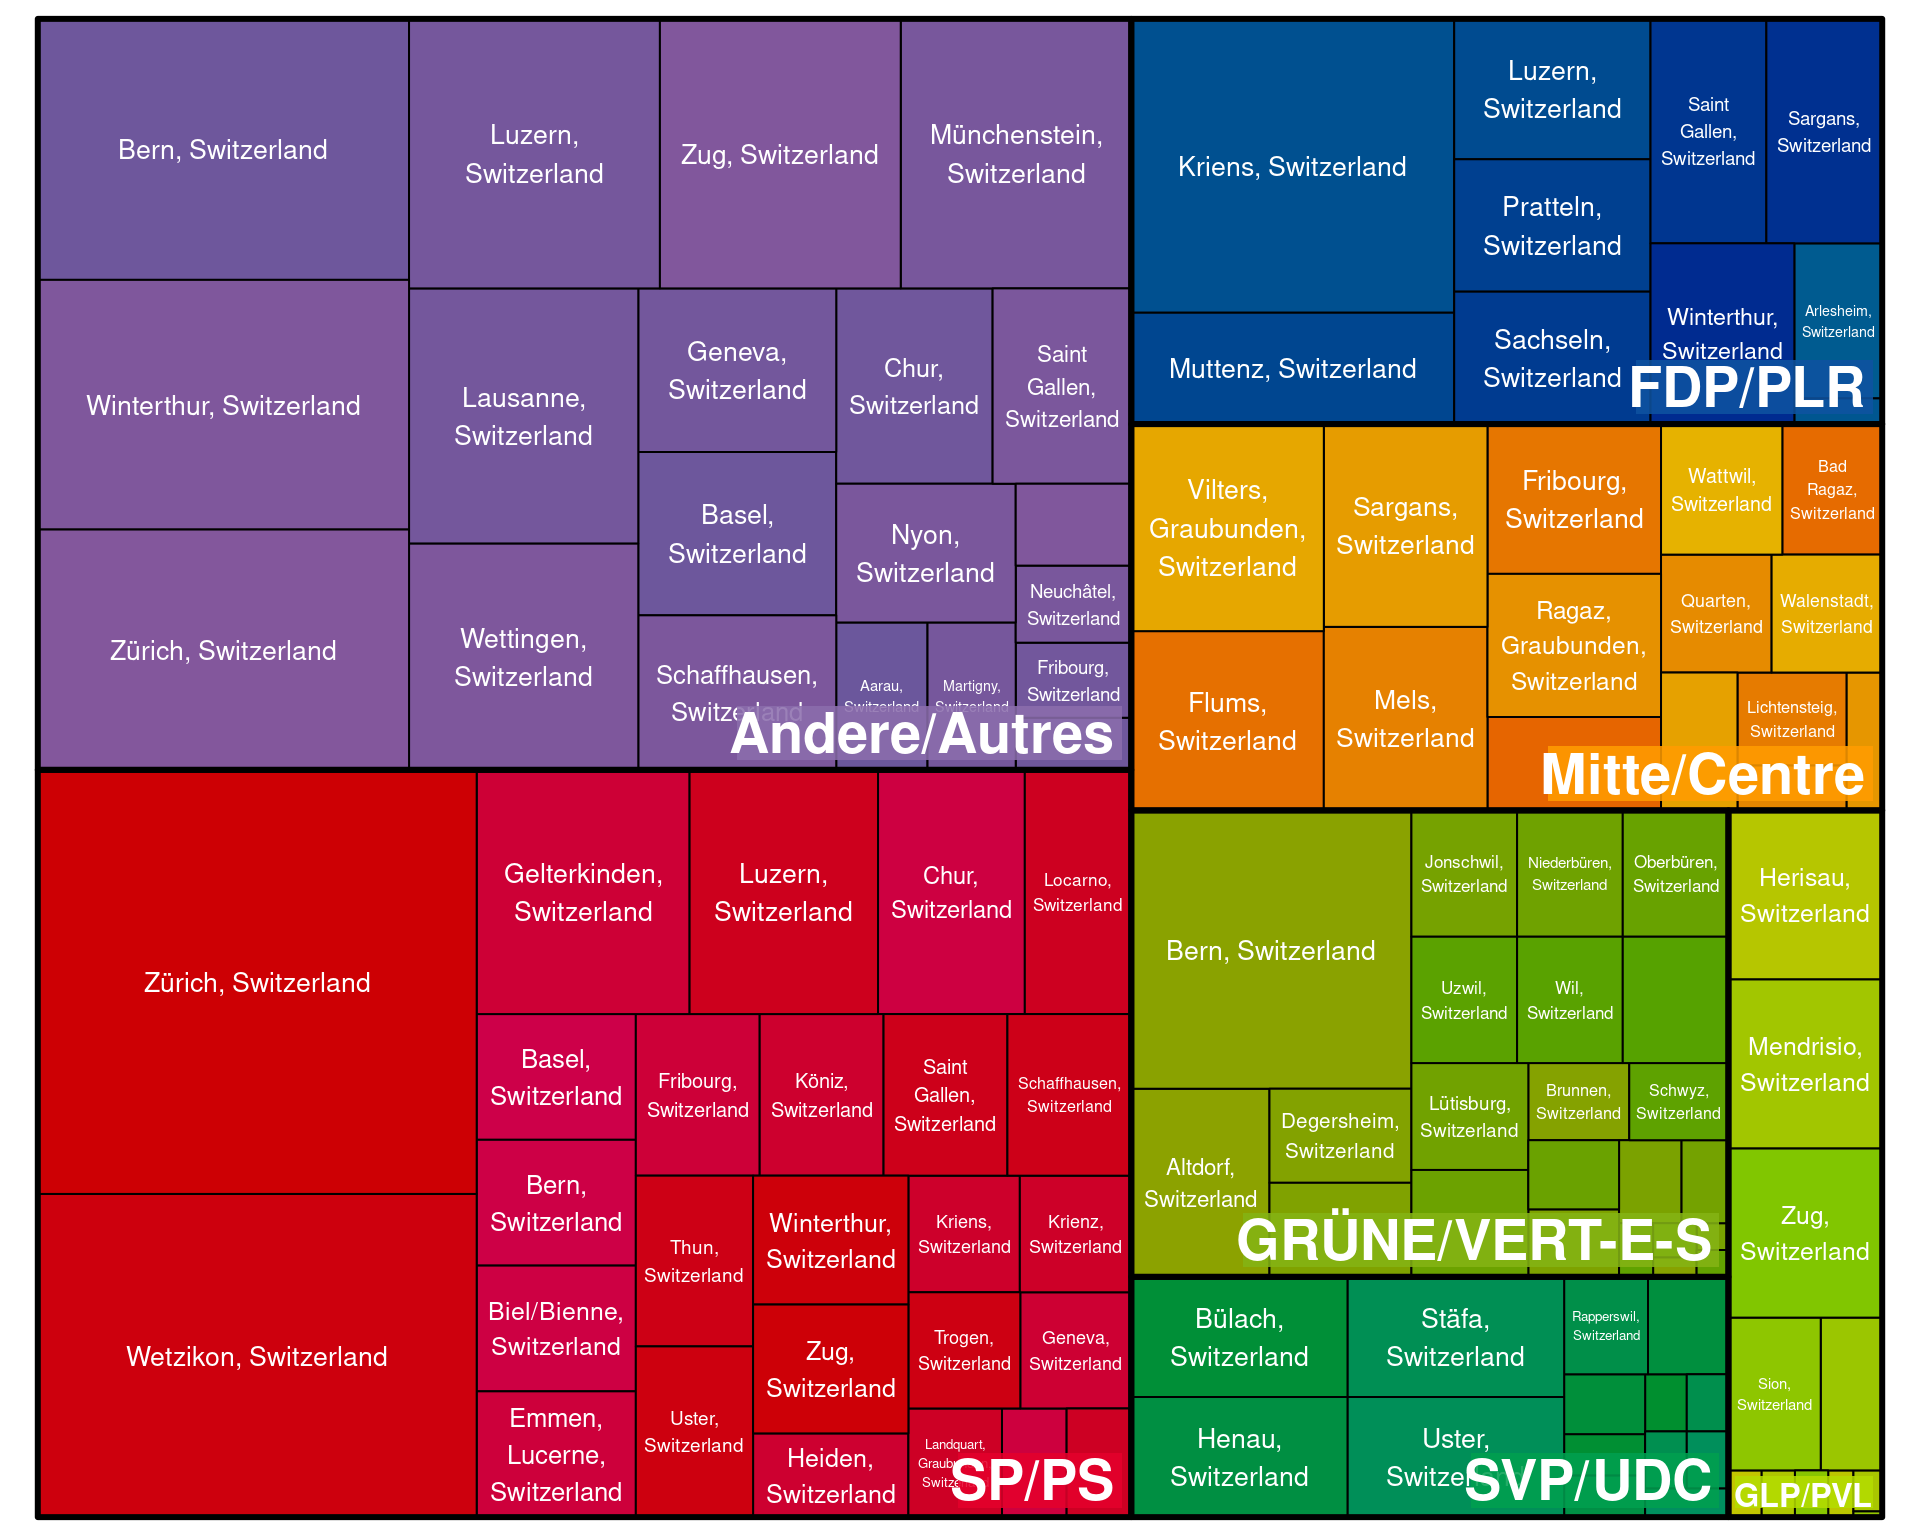 Bern, Switzerland
Winterthur, Switzerland
Zürich, Switzerland
Luzern,
Switzerland
Zug, Switzerland
Münchenstein,
Switzerland
Lausanne,
Switzerland
Wettingen,
Switzerland
Geneva,
Switzerland
Basel,
Switzerland
Schaffhausen,
Switzerland
Chur,
Switzerland
Saint
Gallen,
Switzerland
Nyon,
Switzerland
Neuchâtel,
Switzerland
Fribourg,
Switzerland
Aarau,
Switzerland
Martigny,
Switzerland
Andere/Autres
Zürich, Switzerland
Wetzikon, Switzerland
Gelterkinden,
Switzerland
Luzern,
Switzerland
Chur,
Switzerland
Locarno,
Switzerland
Basel,
Switzerland
Bern,
Switzerland
Biel/Bienne,
Switzerland
Emmen,
Lucerne,
Switzerland
Fribourg,
Switzerland
Köniz,
Switzerland
Saint
Gallen,
Switzerland
Schaffhausen,
Switzerland
Thun,
Switzerland
Uster,
Switzerland
Winterthur,
Switzerland
Zug,
Switzerland
Heiden,
Switzerland
Kriens,
Switzerland
Krienz,
Switzerland
Trogen,
Switzerland
Geneva,
Switzerland
Landquart,
SP/PS
Kriens, Switzerland
Muttenz, Switzerland
Luzern,
Switzerland
Pratteln,
Switzerland
Sachseln,
Switzerland
Saint
Gallen,
Switzerland
Sargans,
Switzerland
Winterthur,
Switzerland
Arlesheim,
Switzerland
FDP/PLR
Vilters,
Graubunden,
Switzerland
Flums,
Switzerland
Sargans,
Switzerland
Mels,
Switzerland
Fribourg,
Switzerland
Ragaz,
Graubunden,
Switzerland
Wattwil,
Switzerland
Bad
Ragaz,
Switzerland
Quarten,
Switzerland
Walenstadt,
Switzerland
Lichtensteig,
Switzerland
Mitte/Centre
Bern, Switzerland
Altdorf,
Switzerland
Degersheim,
Switzerland
Jonschwil,
Switzerland
Niederbüren,
Switzerland
Oberbüren,
Switzerland
Uzwil,
Switzerland
Wil,
Switzerland
Lütisburg,
Switzerland
Brunnen,
Switzerland
Schwyz,
Switzerland
GRÜNE/VERT-E-S
Bülach,
Switzerland
Henau,
Switzerland
Stäfa,
Switzerland
Uster,
Switzerland
Rapperswil,
Switzerland
SVP/UDC
Herisau,
Switzerland
Mendrisio,
Switzerland
Zug,
Switzerland
Sion,
Switzerland
GLP/PVL